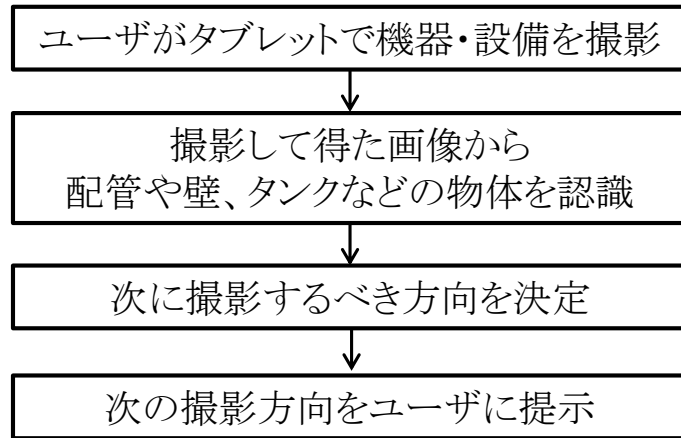 ユーザがタブレットで機器・設備を撮影
撮影して得た画像から
配管や壁、タンクなどの物体を認識
次に撮影するべき方向を決定
次の撮影方向をユーザに提示